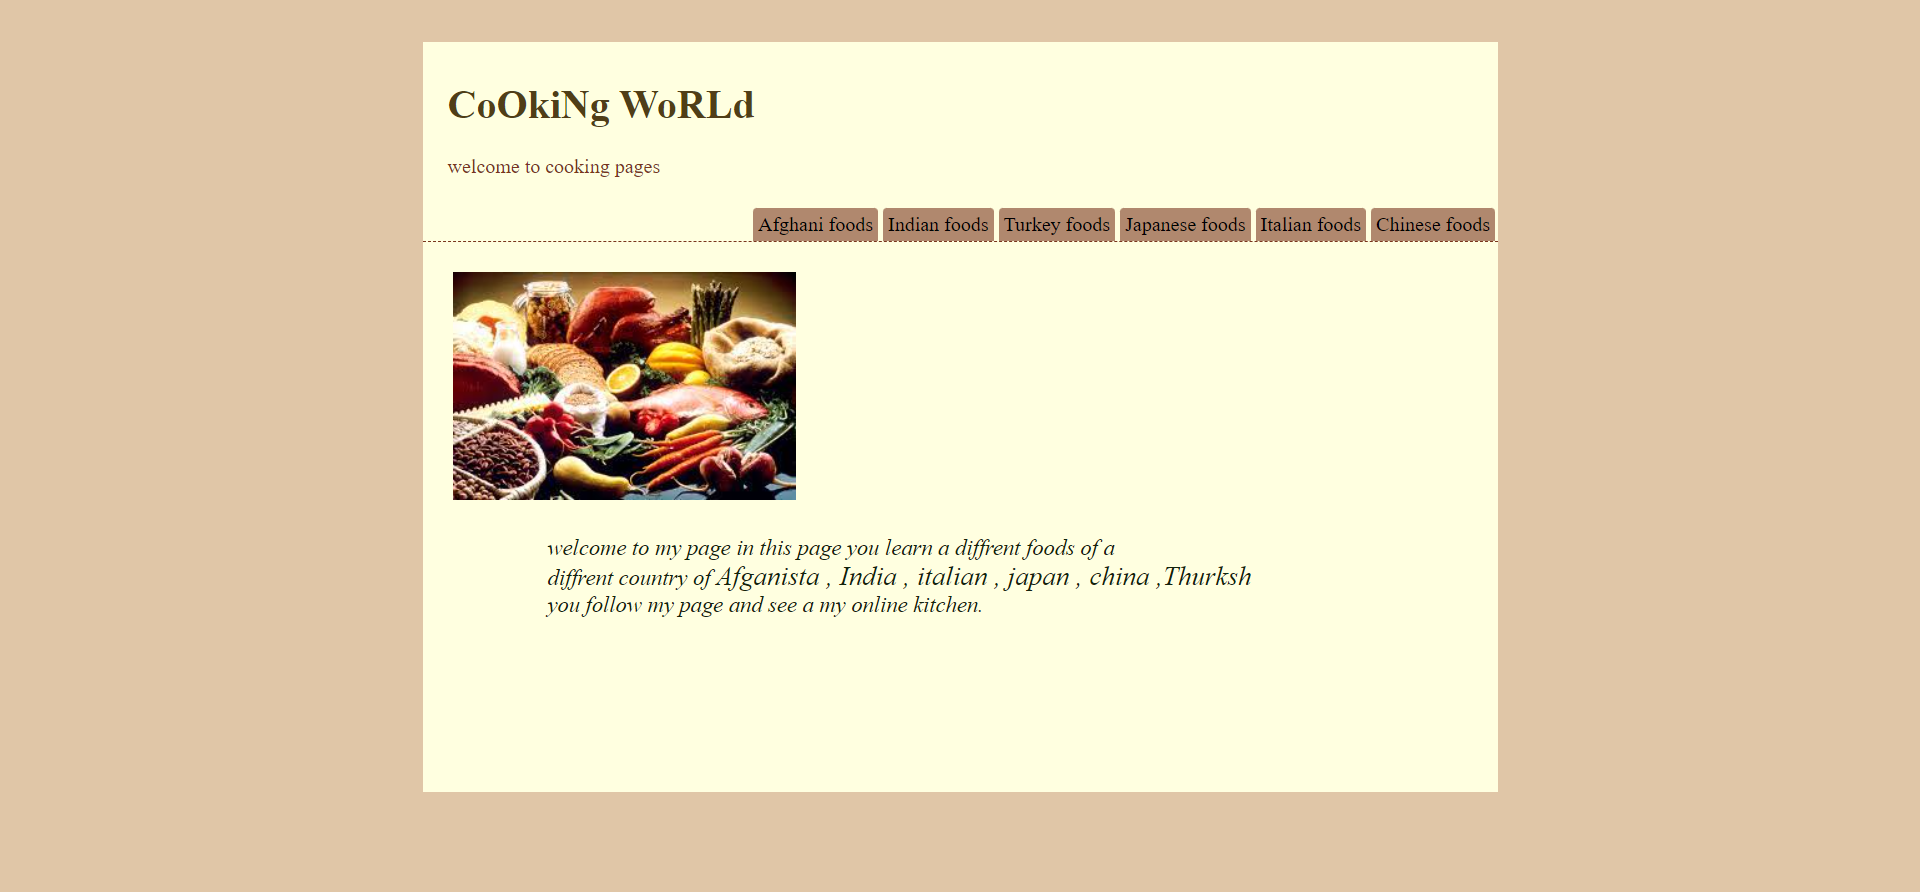 CoOkiNg WoRLd
welcome to cooking pages
Afghani foods Indian foods Turkey foods Japanese foods Italian foods Chinese foods
welcome to my page in this page you learn a diffrent foods of a
diffrent country of Afganista , India , italian , japan , china ,Thurksh
you follow my page and see a my online kitchen.